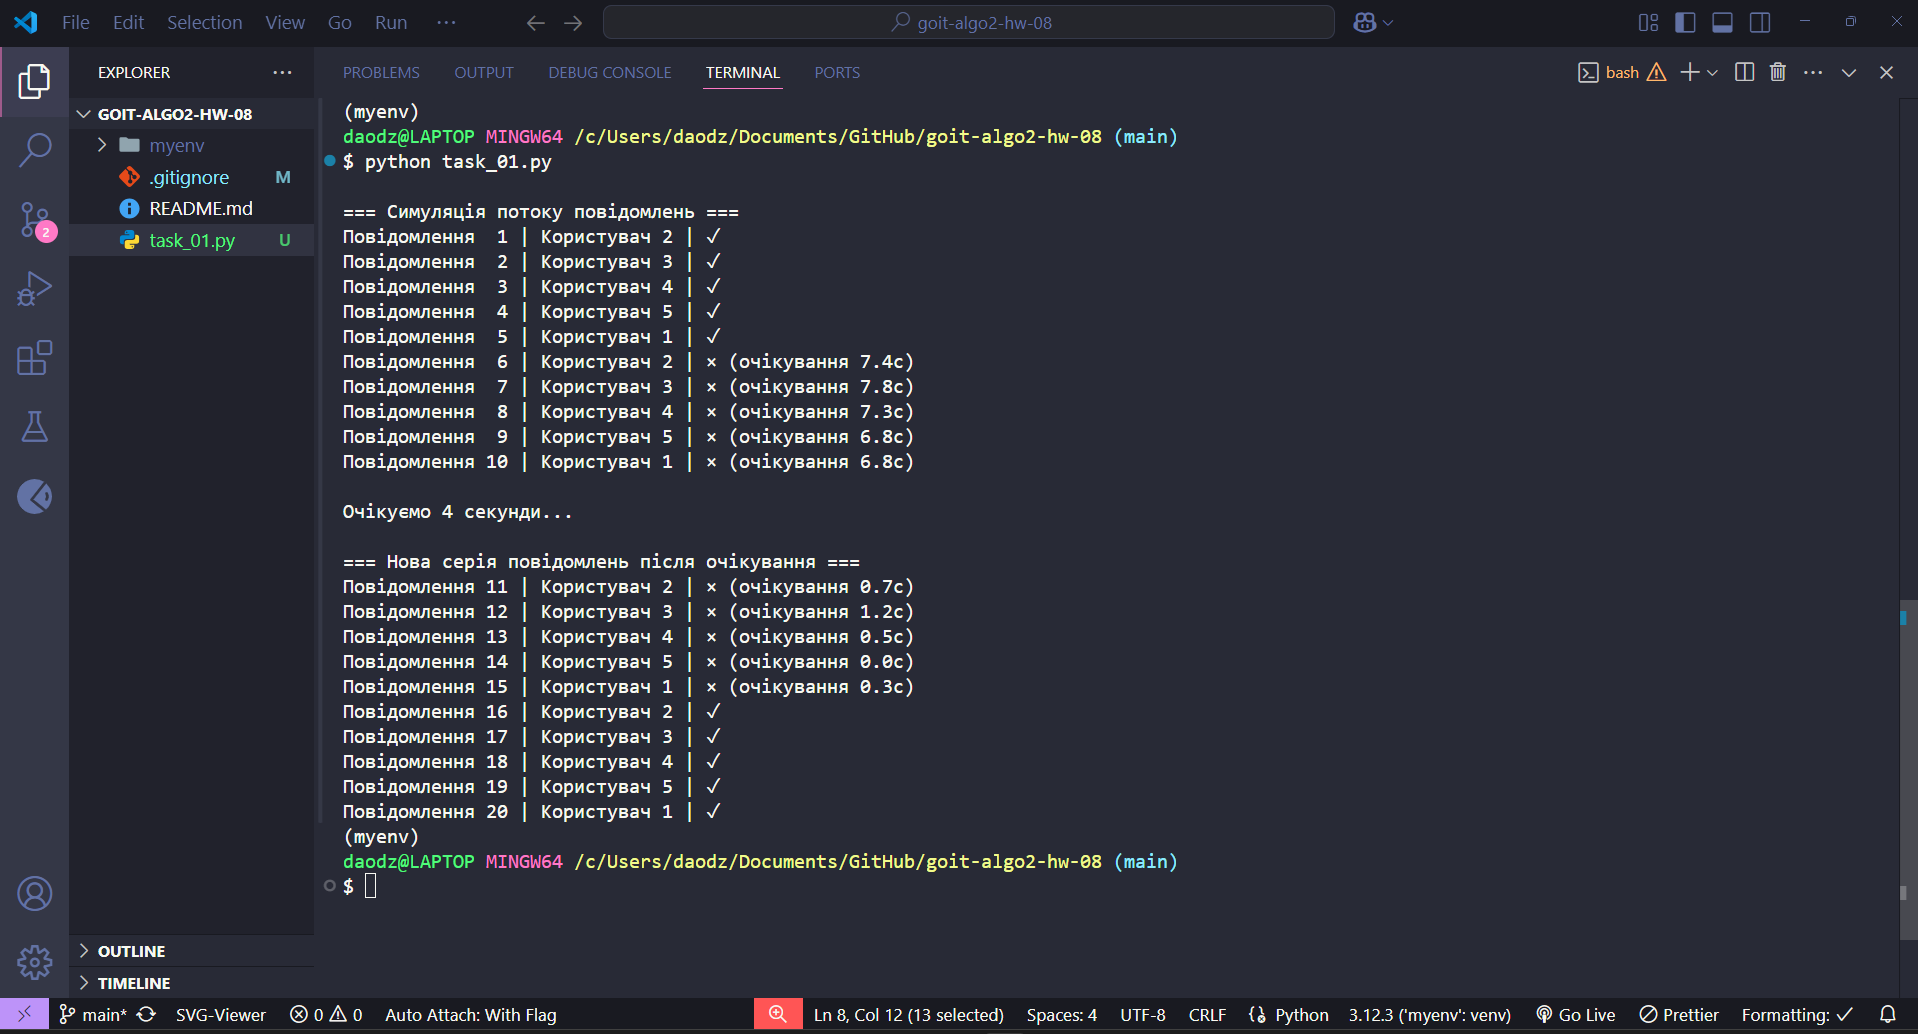 File Edit Selection View Go Run ··· goit-algo2-hw-08
EXPLORER ···
PROBLEMS OUTPUT DEBUG CONSOLE TERMINAL PORTS
bash
GOIT-ALGO2-HW-08
myenv
.gitignore M
README.md
task_01.py U
2
(myenv)
daodz@LAPTOP MINGW64 /c/Users/daodz/Documents/GitHub/goit-algo2-hw-08 (main)
$ python task_01.py
=== Симуляція потоку повідомлень ===
Повідомлення  1 | Користувач 2 | ✓
Повідомлення  2 | Користувач 3 | ✓
Повідомлення  3 | Користувач 4 | ✓
Повідомлення  4 | Користувач 5 | ✓
Повідомлення  5 | Користувач 1 | ✓
Повідомлення  6 | Користувач 2 | × (очікування 7.4с)
Повідомлення  7 | Користувач 3 | × (очікування 7.8с)
Повідомлення  8 | Користувач 4 | × (очікування 7.3с)
Повідомлення  9 | Користувач 5 | × (очікування 6.8с)
Повідомлення 10 | Користувач 1 | × (очікування 6.8с)
Очікуємо 4 секунди...
=== Нова серія повідомлень після очікування ===
Повідомлення 11 | Користувач 2 | × (очікування 0.7с)
Повідомлення 12 | Користувач 3 | × (очікування 1.2с)
Повідомлення 13 | Користувач 4 | × (очікування 0.5с)
Повідомлення 14 | Користувач 5 | × (очікування 0.0с)
Повідомлення 15 | Користувач 1 | × (очікування 0.3с)
Повідомлення 16 | Користувач 2 | ✓
Повідомлення 17 | Користувач 3 | ✓
Повідомлення 18 | Користувач 4 | ✓
Повідомлення 19 | Користувач 5 | ✓
Повідомлення 20 | Користувач 1 | ✓
(myenv)
daodz@LAPTOP MINGW64 /c/Users/daodz/Documents/GitHub/goit-algo2-hw-08 (main)
$
OUTLINE
TIMELINE
main* SVG-Viewer 0 0 Auto Attach: With Flag Ln 8, Col 12 (13 selected) Spaces: 4 UTF-8 CRLF Python 3.12.3 ('myenv': venv) Go Live Prettier Formatting: ✓